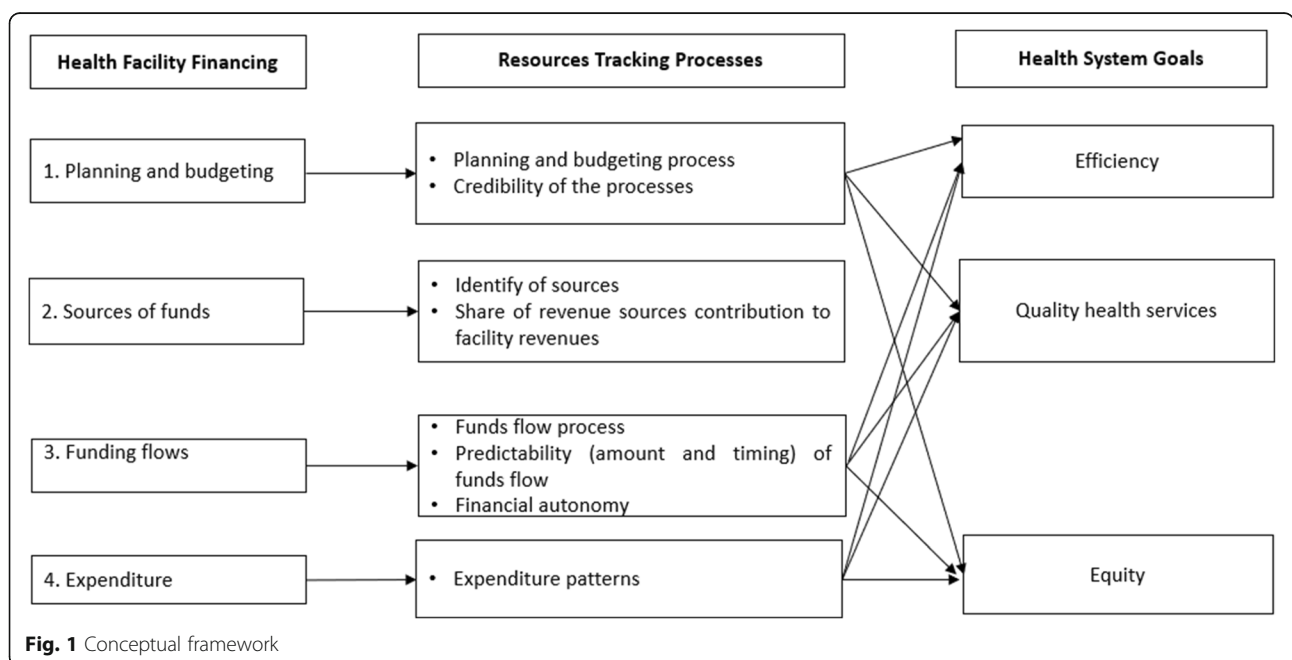 Health Facility Financing
Resources Tracking Processes
Health System Goals
1. Planning and budgeting
• Planning and budgeting process
• Credibility of the processes
Efficiency
2. Sources of funds
• Identify of sources
• Share of revenue sources contribution to
facility revenues
Quality health services
3. Funding flows
• Funds flow process
• Predictability (amount and timing) of
funds flow
• Financial autonomy
4. Expenditure
• Expenditure patterns
Equity
Fig. 1 Conceptual framework